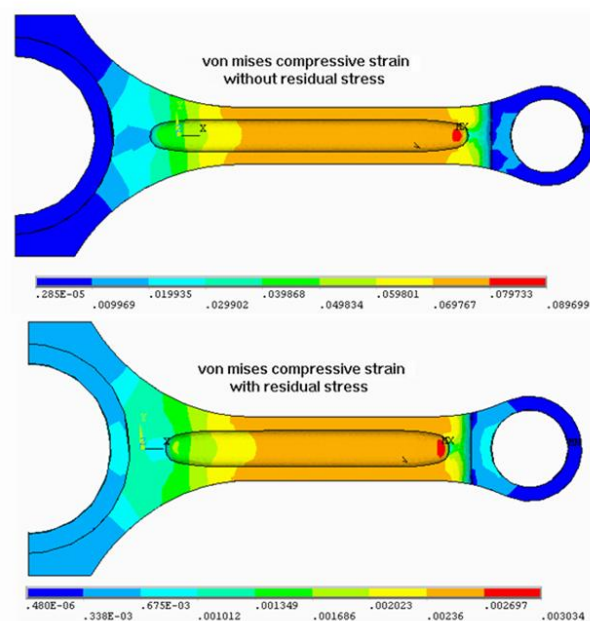 von mises compressive strain
without residual stress
X
MX
.285E-05
.009969
.019935
.029902
.039868
.049834
.059801
.069767
.079733
.089699
von mises compressive strain
with residual stress
X
MX
.480E-06
.338E-03
.675E-03
.001012
.001349
.001686
.002023
.00236
.002697
.003034